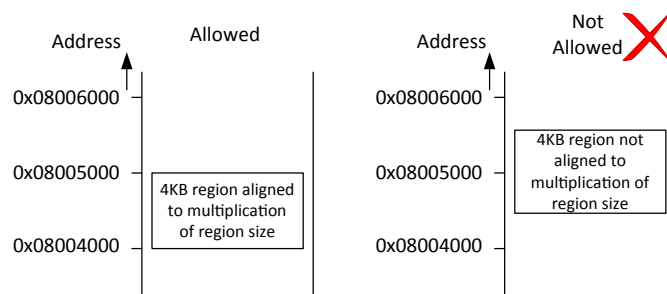 Address
Allowed
0x08006000
0x08005000
4KB region aligned
to multiplication
of region size
0x08004000
Address
Not
Allowed
0x08006000
0x08005000
4KB region not
aligned to
multiplication of
region size
0x08004000